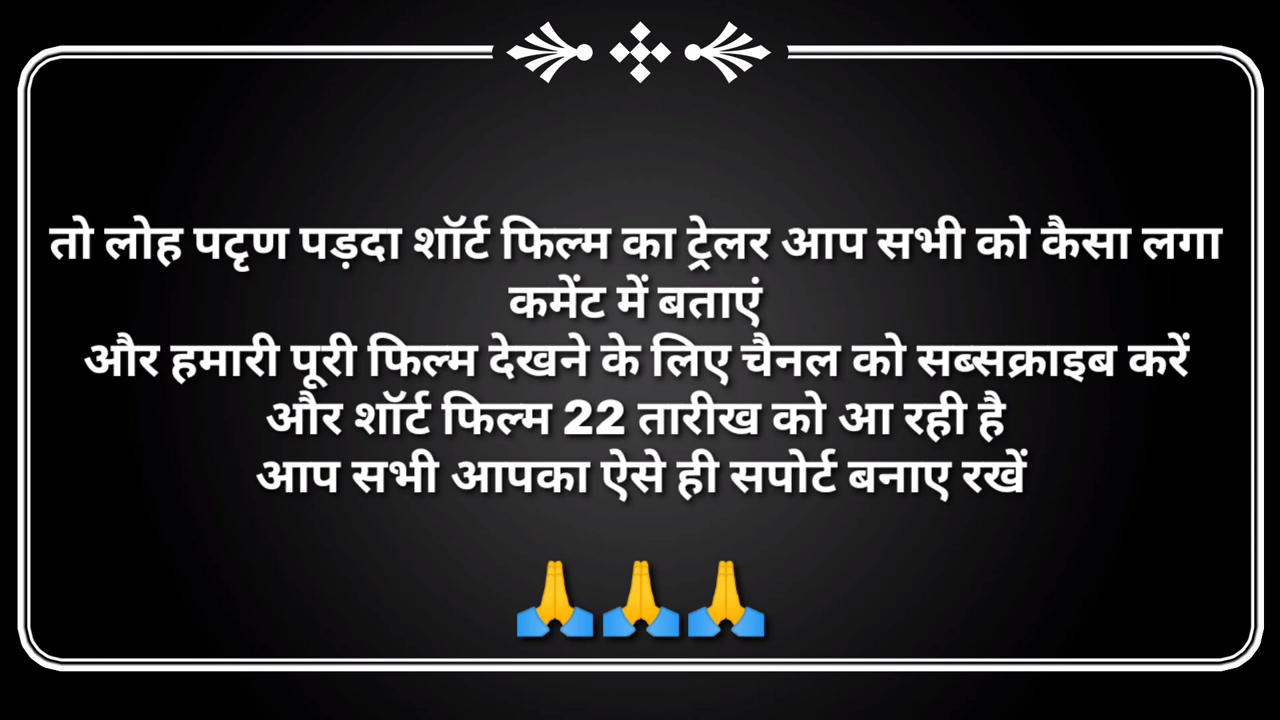 तो लोह पटृण पड़दा शॉर्ट फिल्म का ट्रेलर आप सभी को कैसा लगा
कमेंट में बताएं
और हमारी पूरी फिल्म देखने के लिए चैनल को सब्सक्राइब करें
और शॉर्ट फिल्म 22 तारीख को आ रही है
आप सभी आपका ऐसे ही सपोर्ट बनाए रखें
🙏🙏🙏